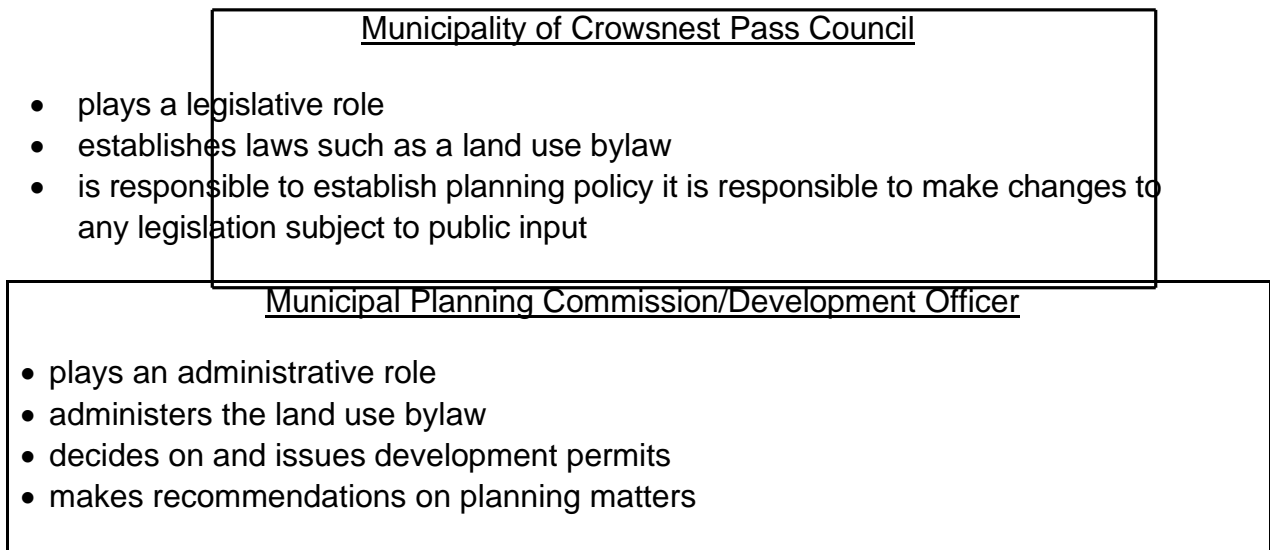 Municipality of Crowsnest Pass Council
• plays a legislative role
• establishes laws such as a land use bylaw
• is responsible to establish planning policy it is responsible to make changes to
any legislation subject to public input
Municipal Planning Commission/Development Officer
• plays an administrative role
• administers the land use bylaw
• decides on and issues development permits
• makes recommendations on planning matters